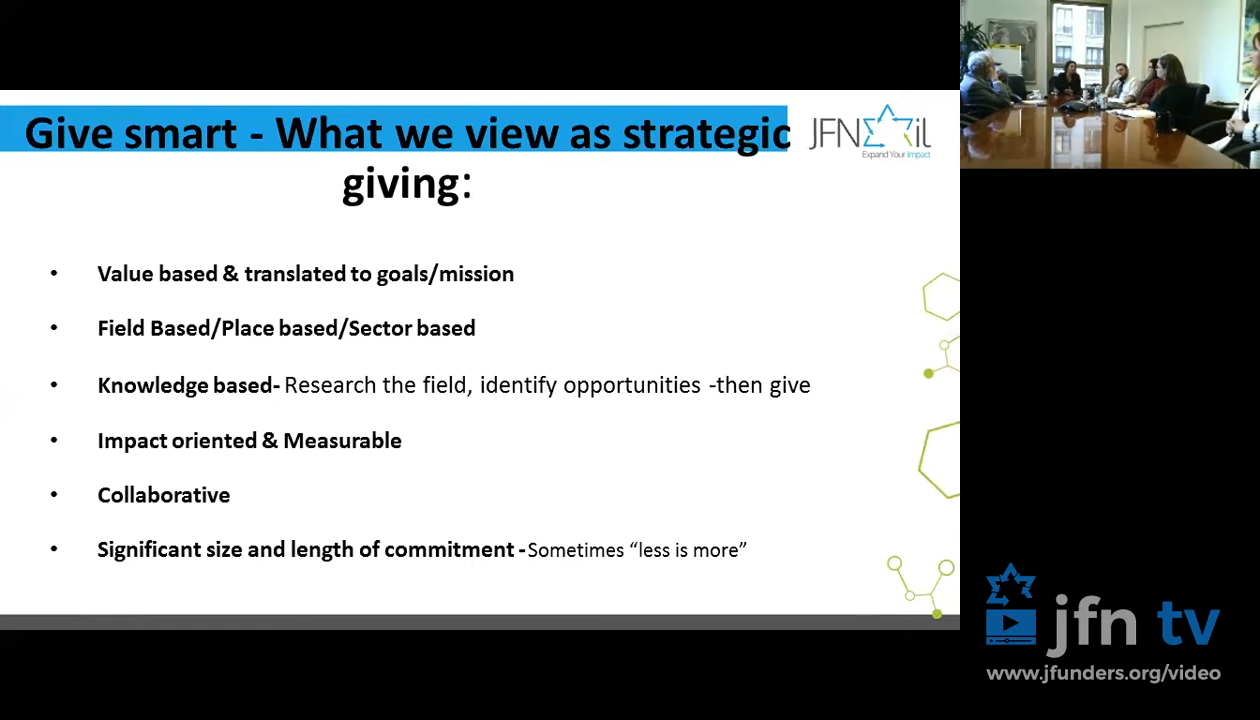 Give smart - What we view as strategic
giving:
JFN
il
Expand Your Impact
• Value based & translated to goals/mission
• Field Based/Place based/Sector based
• Knowledge based- Research the field, identify opportunities -then give
• Impact oriented & Measurable
• Collaborative
• Significant size and length of commitment -Sometimes “less is more”
jfn tv
www.jfunders.org/video